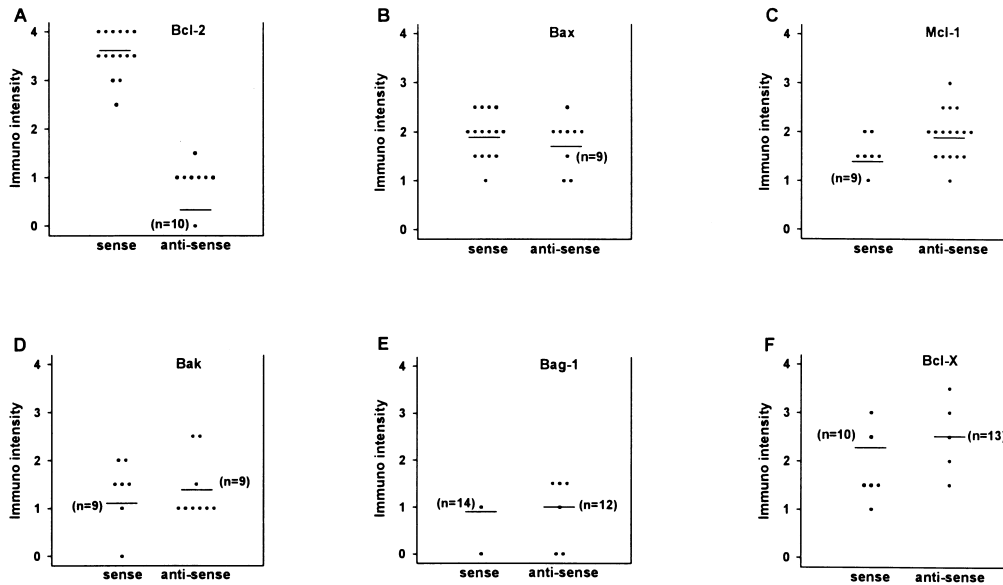 A
Bcl-2
Immuno intensity
4
3
2
1
0
(n=10)
sense anti-sense
B
Bax
Immuno intensity
4
3
2
1
0
(n=9)
sense anti-sense
C
Mcl-1
Immuno intensity
4
3
2
1
0
(n=9)
sense anti-sense
D
Bak
Immuno intensity
4
3
2
1
0
(n=9)
(n=9)
sense anti-sense
E
Bag-1
Immuno intensity
4
3
2
1
0
(n=14)
(n=12)
sense anti-sense
F
Bcl-X
Immuno intensity
4
3
2
1
0
(n=10)
(n=13)
sense anti-sense